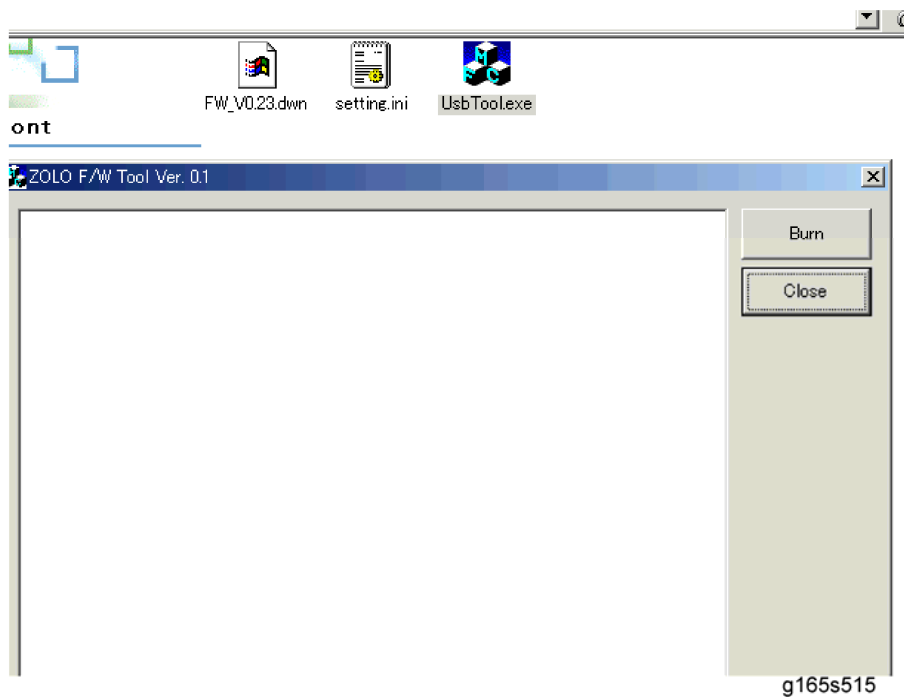 FW_V0.23.dwn setting.ini UsbTool.exe
ont
ZOLO F/W Tool Ver. 0.1
Burn
Close
g165s515